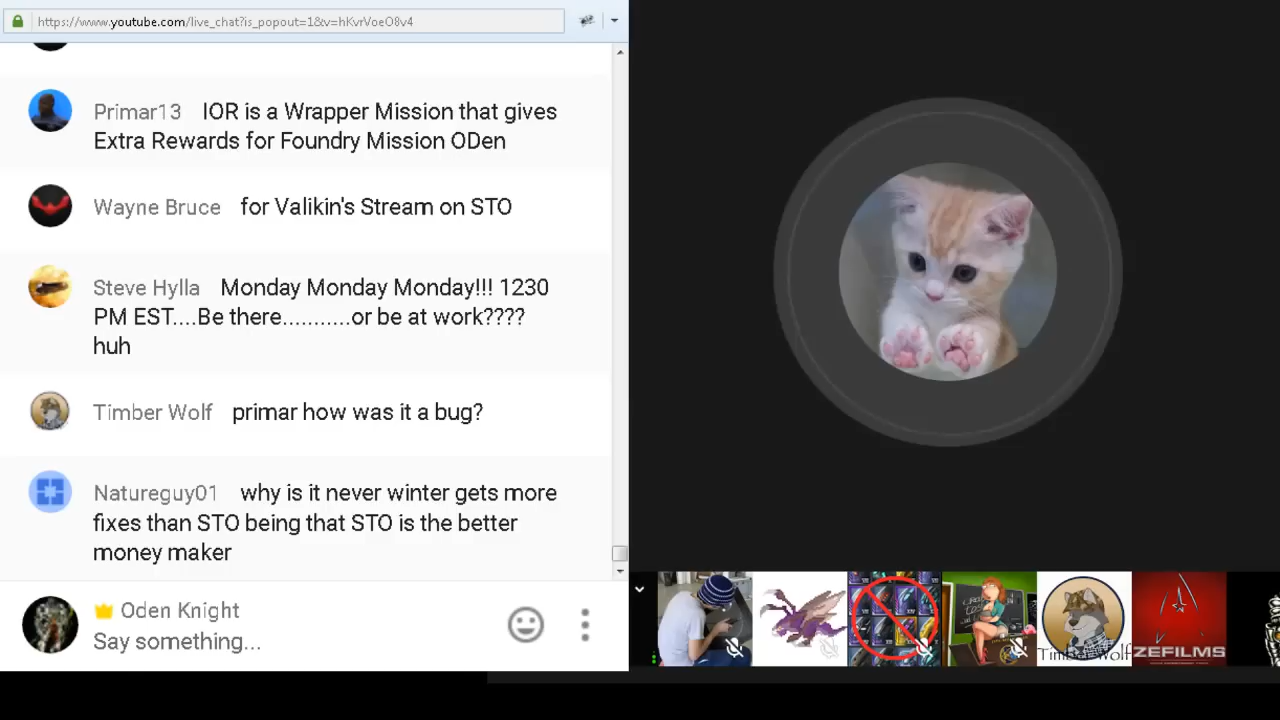 https://www.youtube.com/live_chat?is_popout=1&v=hKvrVoeO8v4
Primar13 IOR is a Wrapper Mission that gives
Extra Rewards for Foundry Mission ODen
Wayne Bruce for Valikin's Stream on STO
Steve Hylla Monday Monday Monday!!! 1230
PM EST....Be there...........or be at work????
huh
Timber Wolf primar how was it a bug?
Natureguy01 why is it never winter gets more
fixes than STO being that STO is the better
money maker
Oden Knight
Say something...
Timber Wolf
ZEFILMS